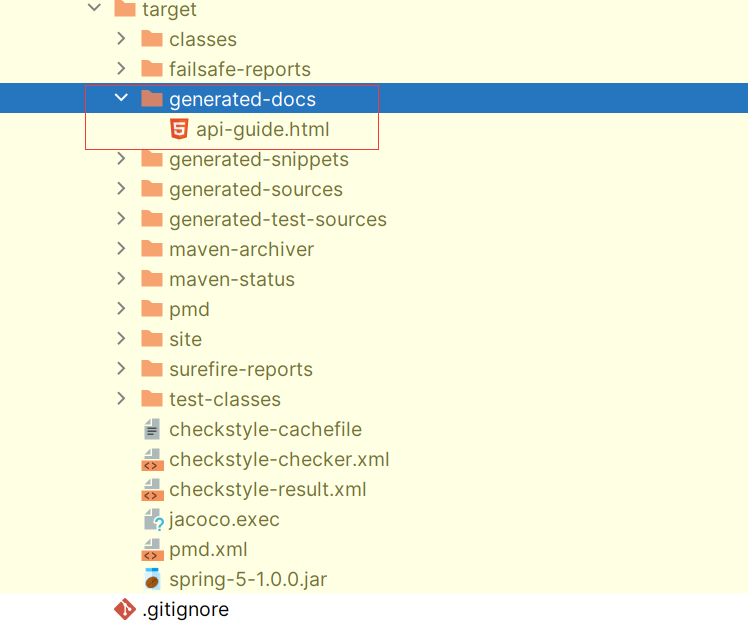 target
classes
failsafe-reports
generated-docs
api-guide.html
generated-snippets
generated-sources
generated-test-sources
maven-archiver
maven-status
pmd
site
surefire-reports
test-classes
checkstyle-cachefile
checkstyle-checker.xml
checkstyle-result.xml
jacoco.exec
pmd.xml
spring-5-1.0.0.jar
.gitignore